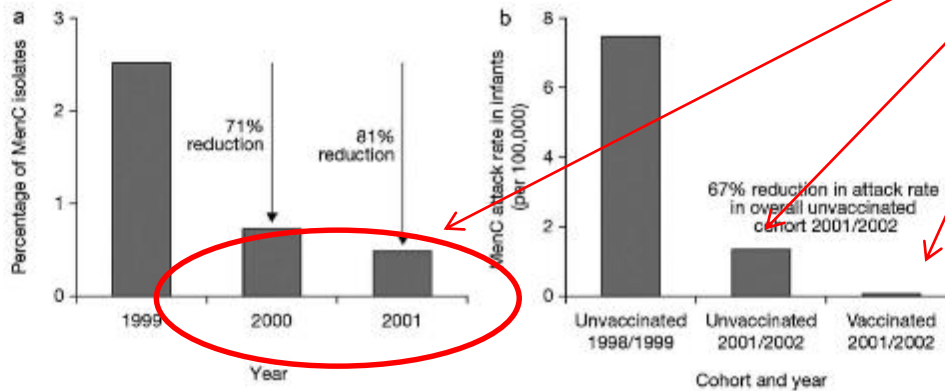 a
3
2
1
0
Percentage of MenC isolates
71%
reduction
81%
reduction
1999 2000 2001
Year
b
8
6
4
2
0
MenC attack rate in infants
(per 100,000)
67% reduction in attack rate
in overall unvaccinated
cohort 2001/2002
Unvaccinated Unvaccinated Vaccinated
1998/1999 2001/2002 2001/2002
Cohort and year